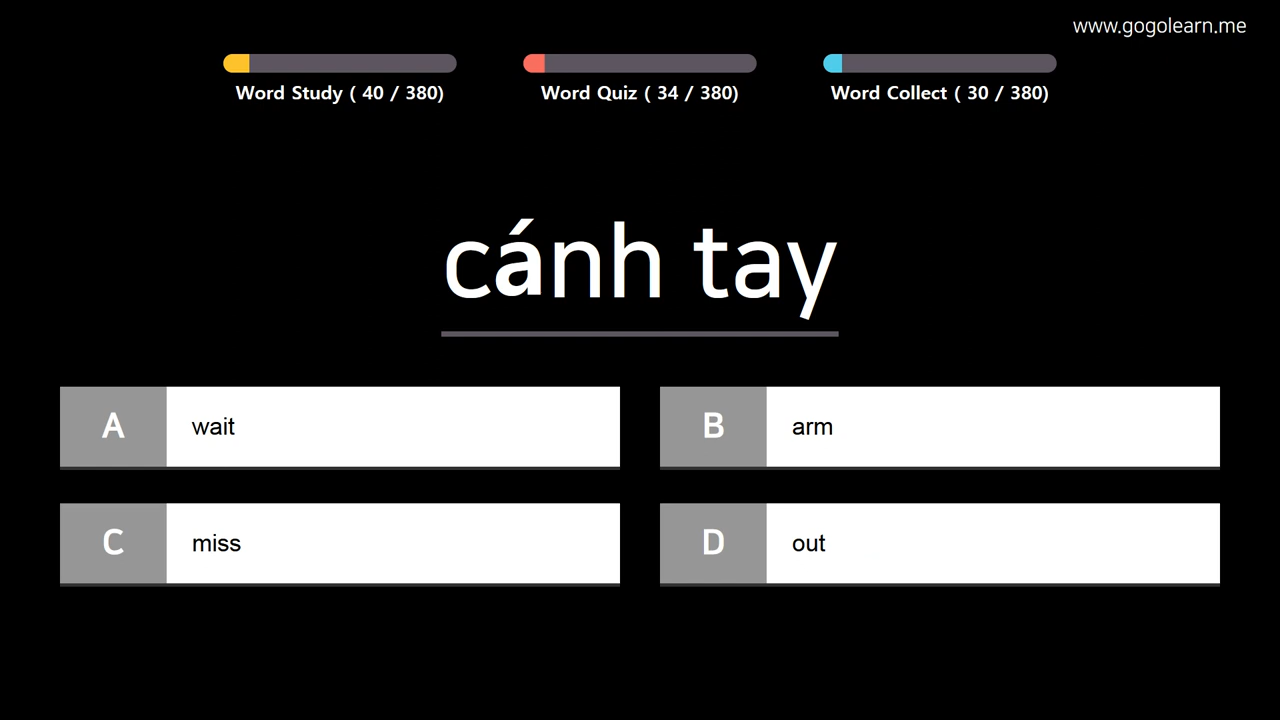 www.gogolearn.me
Word Study ( 40 / 380)
Word Quiz ( 34 / 380)
Word Collect ( 30 / 380)
cánh tay
A wait
B arm
C miss
D out